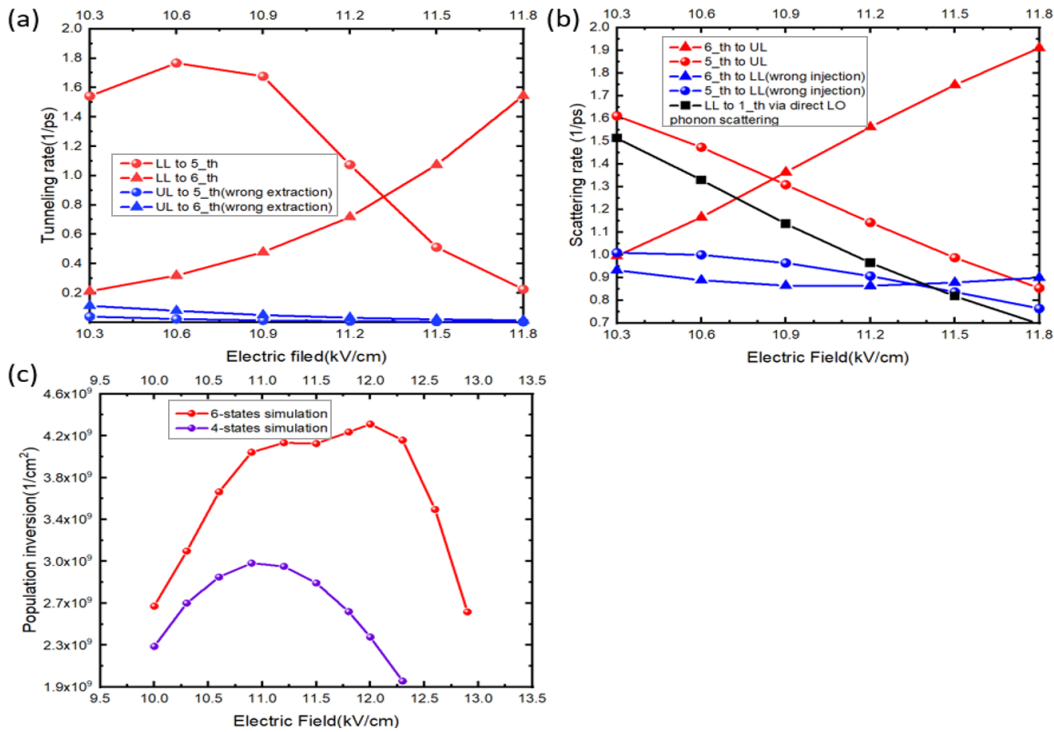 (a)
10.3 10.6 10.9 11.2 11.5 11.8
2.0
1.8
1.6
1.4
1.2
1.0
0.8
0.6
0.4
0.2
Tunneling rate(1/ps)
LL to 5_th
LL to 6_th
UL to 5_th(wrong extraction)
UL to 6_th(wrong extraction)
10.3 10.6 10.9 11.2 11.5 11.8
Electric filed(kV/cm)
(b)
10.3 10.6 10.9 11.2 11.5 11.8
2.0
1.9
1.8
1.7
1.6
1.5
1.4
1.3
1.2
1.0
0.9
0.8
0.7
Scattering rate (1/ps)
6_th to UL
5_th to UL
6_th to LL(wrong injection)
5_th to LL(wrong injection)
LL to 1_th via direct LO
phonon scattering
10.3 10.6 10.9 11.2 11.5 11.8
Electric Field(kV/cm)
(c)
9.5 10.0 10.5 11.0 11.5 12.0 12.5 13.0 13.5
4.6x10⁹
4.2x10⁹
3.8x10⁹
3.4x10⁹
3.0x10⁹
2.7x10⁹
2.3x10⁹
1.9x10⁹
Population inversion(1/cm²)
6-states simulation
4-states simulation
9.5 10.0 10.5 11.0 11.5 12.0 12.5 13.0 13.5
Electric Field(kV/cm)